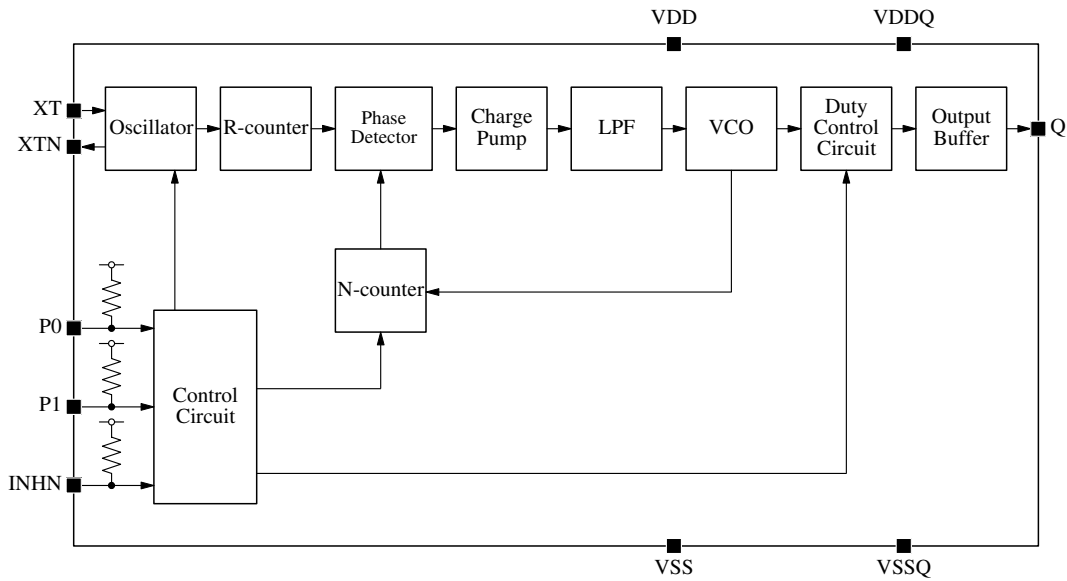 VDD
VDDQ
XT
XTN
Oscillator
R-counter
Phase
Detector
Charge
Pump
LPF
VCO
Duty
Control
Circuit
Output
Buffer
Q
N-counter
P0
P1
INHN
Control
Circuit
VSS
VSSQ